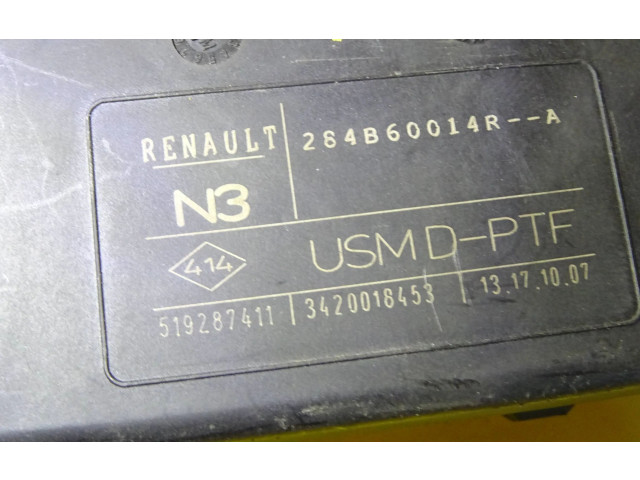 RENAULT
284B60014R--A
N3
414
USM D-PTF
519287411
3420018453
13.17.10.07